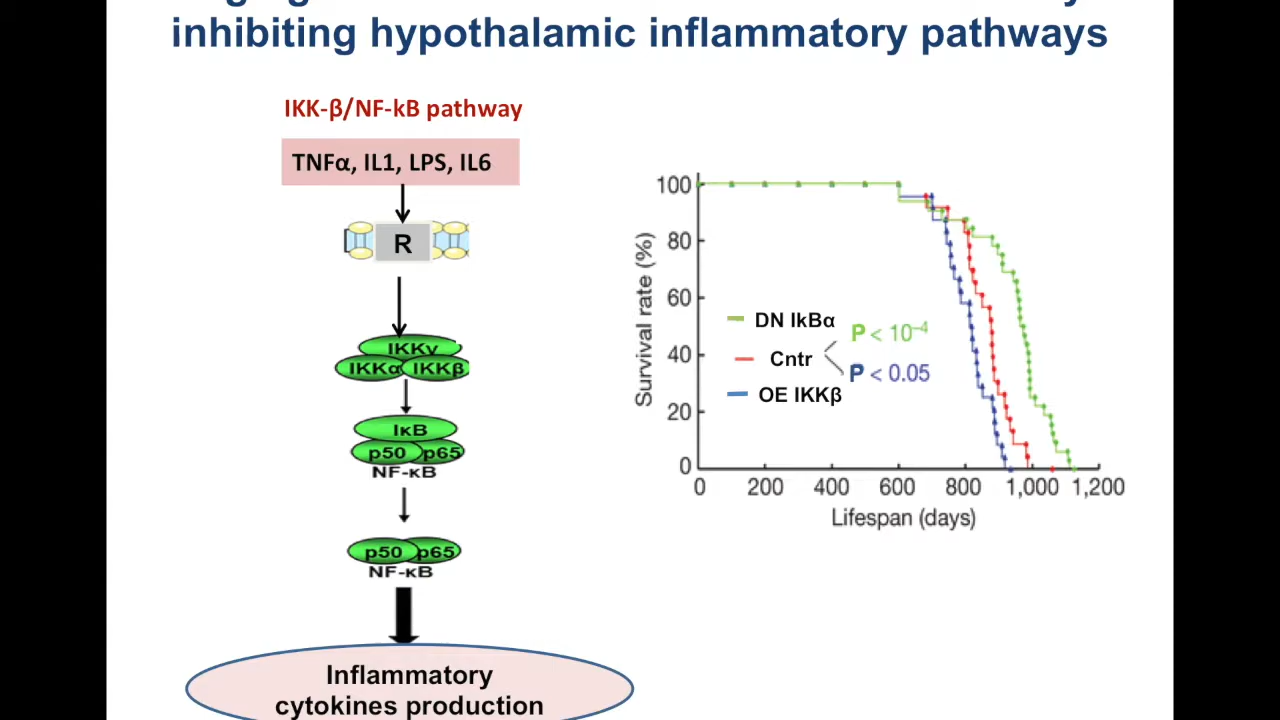 inhibiting hypothalamic inflammatory pathways
IKK-β/NF-kB pathway
TNFα, IL1, LPS, IL6
R
IKKγ
IKKα IKKβ
IκB
p50 p65
NF-κB
p50 p65
NF-κB
Inflammatory
cytokines production
Survival rate (%)
100
80
60
40
20
0
DN IkBα
Cntr
OE IKKβ
P < 10⁻⁴
P < 0.05
0 200 400 600 800 1,000 1,200
Lifespan (days)